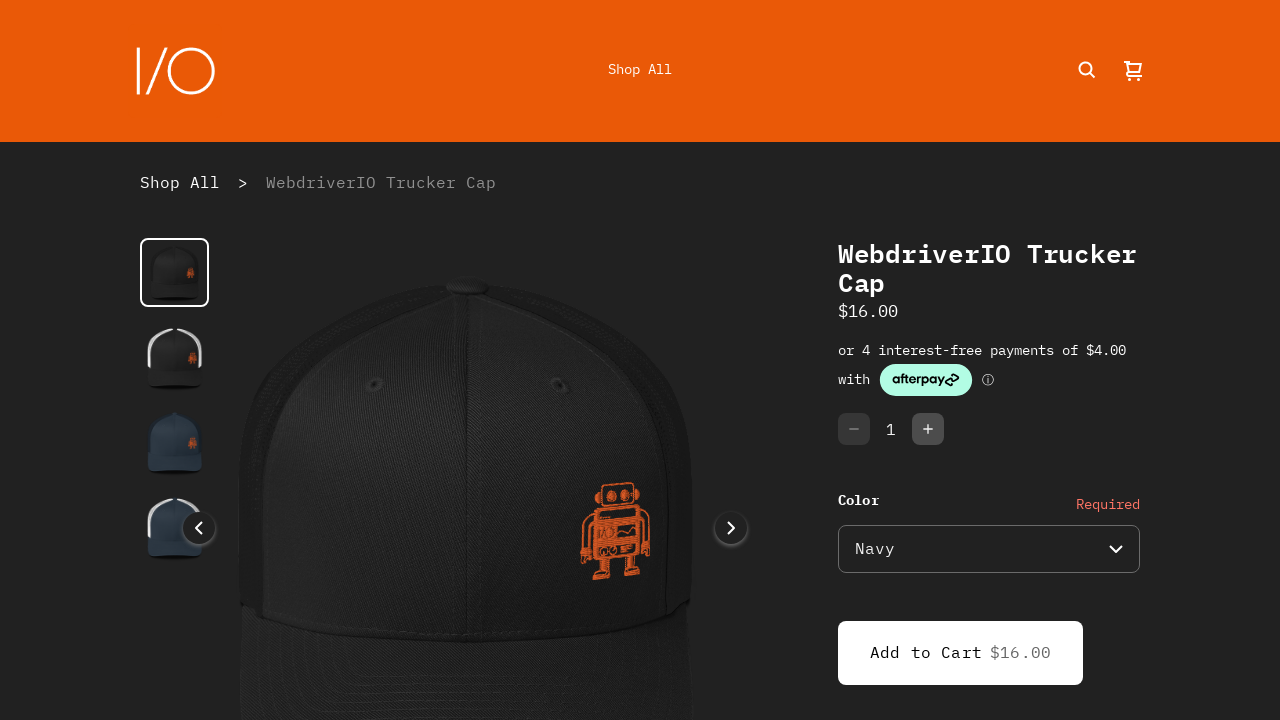 I/O
Shop All
Shop All > WebdriverIO Trucker Cap
WebdriverIO Trucker
Cap
$16.00
or 4 interest-free payments of $4.00
with afterpay ⓘ
− 1 +
Color
Required
Navy
Add to Cart $16.00
I/O